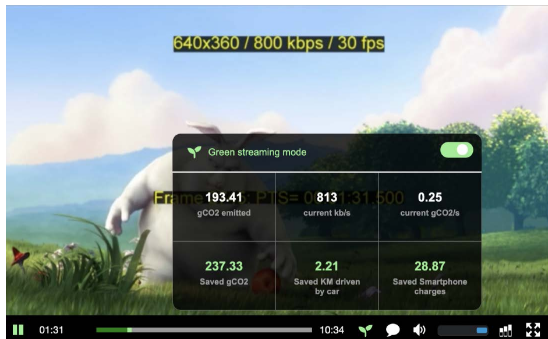 640x360 / 800 kbps / 30 fps
Green streaming mode
193.41
gCO2 emitted
813
current kb/s
0.25
current gCO2/s
237.33
Saved gCO2
2.21
Saved KM driven
by car
28.87
Saved Smartphone
charges
01:31
10:34